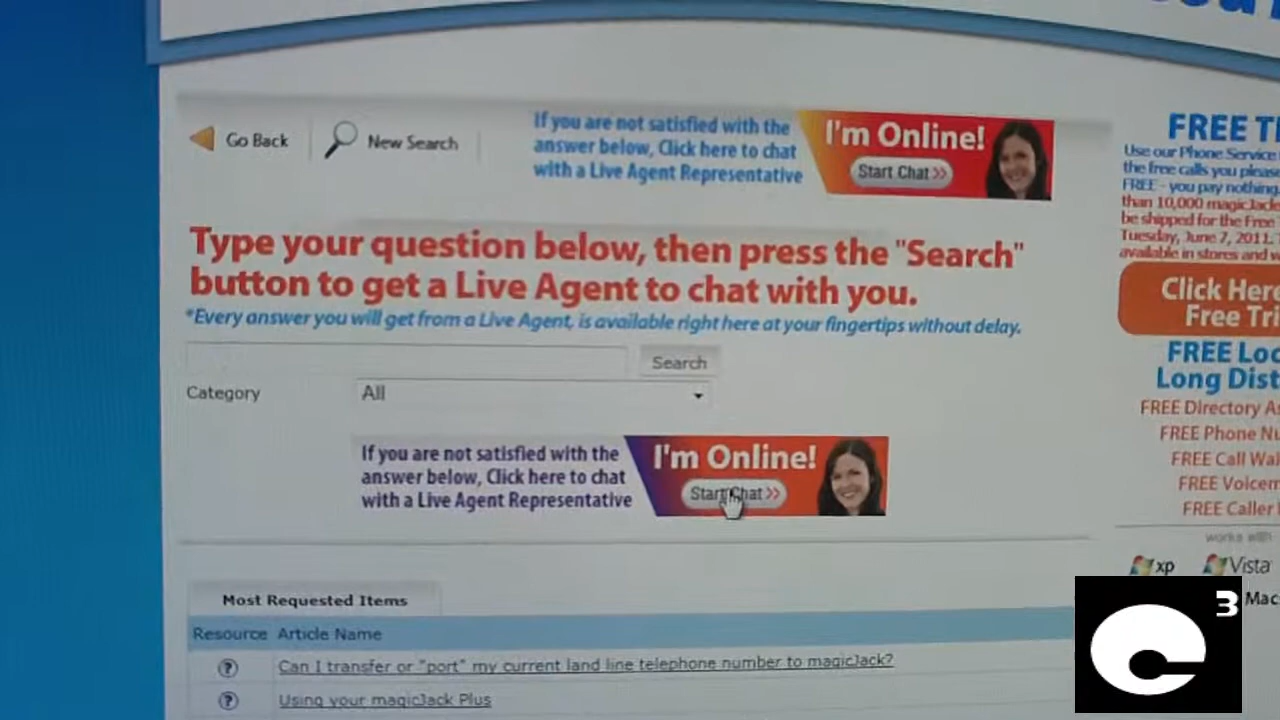 Go Back
New Search
If you are not satisfied with the
answer below, Click here to chat
with a Live Agent Representative
I'm Online!
Start Chat >>
Type your question below, then press the "Search"
button to get a Live Agent to chat with you.
*Every answer you will get from a Live Agent, is available right here at your fingertips without delay.
Search
Category
All
If you are not satisfied with the
answer below, Click here to chat
with a Live Agent Representative
I'm Online!
Start Chat >>
Most Requested Items
Resource Article Name
Can I transfer or "port" my current land line telephone number to magicJack?
Using your magicJack Plus
FREE
Use our Phone Service
the free calls you please
FREE - you pay nothing.
than 10,000
be shipped for the Free
Tuesday, June 7, 2011.
available in stores and
Click Here
Free
FREE
Long
FREE Directory
FREE Phone
FREE Call
FREE
FREE Caller
works with
xp
Vista
Mac
3